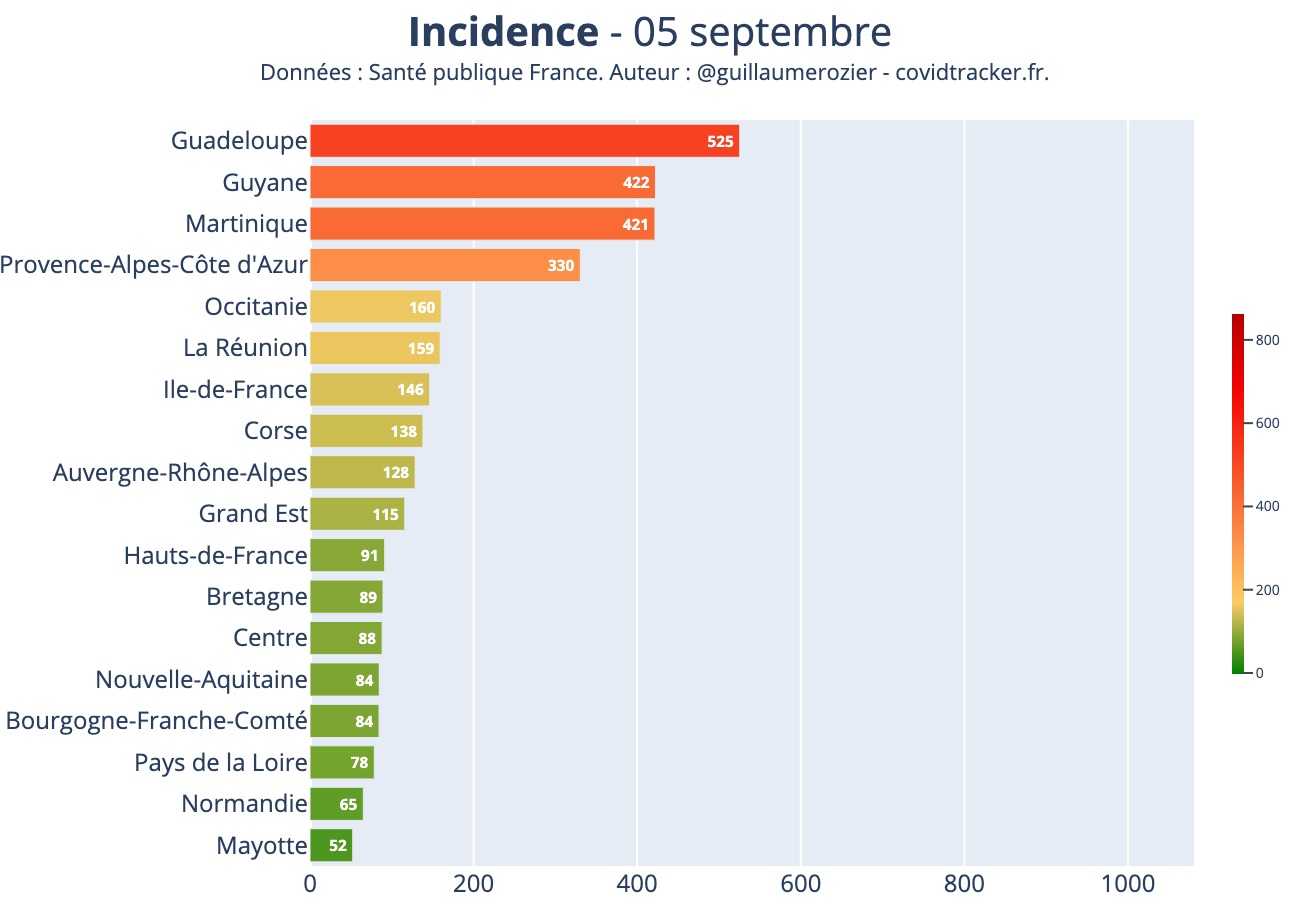 Incidence - 05 septembre
Données : Santé publique France. Auteur : @guillaumerozier - covidtracker.fr.
Guadeloupe 525
Guyane 422
Martinique 421
Provence-Alpes-Côte d'Azur 330
Occitanie 160
La Réunion 159
Ile-de-France 146
Corse 138
Auvergne-Rhône-Alpes 128
Grand Est 115
Hauts-de-France 91
Bretagne 89
Centre 88
Nouvelle-Aquitaine 84
Bourgogne-Franche-Comté 84
Pays de la Loire 78
Normandie 65
Mayotte 52
0 200 400 600 800 1000
800
600
400
200
0